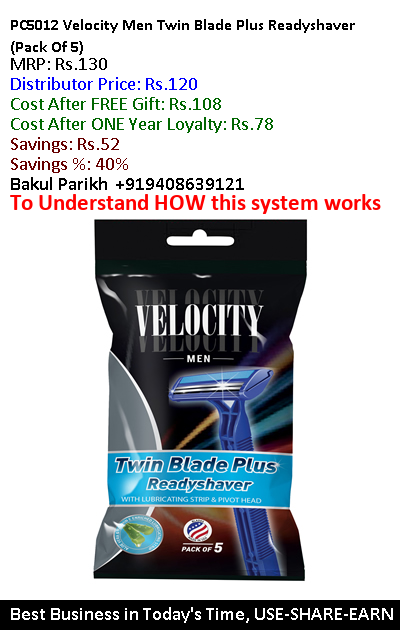 PC5012 Velocity Men Twin Blade Plus Readyshaver
(Pack Of 5)
MRP: Rs.130
Distributor Price: Rs.120
Cost After FREE Gift: Rs.108
Cost After ONE Year Loyalty: Rs.78
Savings: Rs.52
Savings %: 40%
Bakul Parikh +919408639121
To Understand HOW this system works
VELOCITY
MEN
Twin Blade Plus
Readyshaver
WITH LUBRICATING STRIP & PIVOT HEAD
PACK OF 5
Best Business in Today's Time, USE-SHARE-EARN